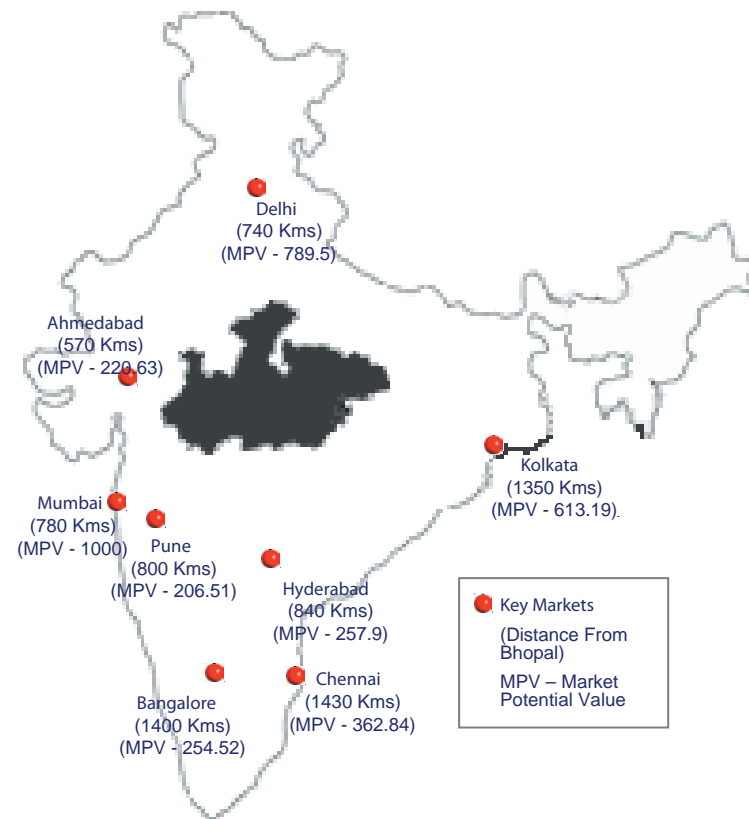 Delhi
(740 Kms)
(MPV - 789.5)
Ahmedabad
(570 Kms)
(MPV - 220.63)
Kolkata
(1350 Kms)
(MPV - 613.19).
Mumbai
(780 Kms)
(MPV - 1000)
Pune
(800 Kms)
(MPV - 206.51)
Hyderabad
(840 Kms)
(MPV - 257.9)
Bangalore
(1400 Kms)
(MPV - 254.52)
Chennai
(1430 Kms)
(MPV - 362.84)
Key Markets
(Distance From
Bhopal)
MPV – Market
Potential Value